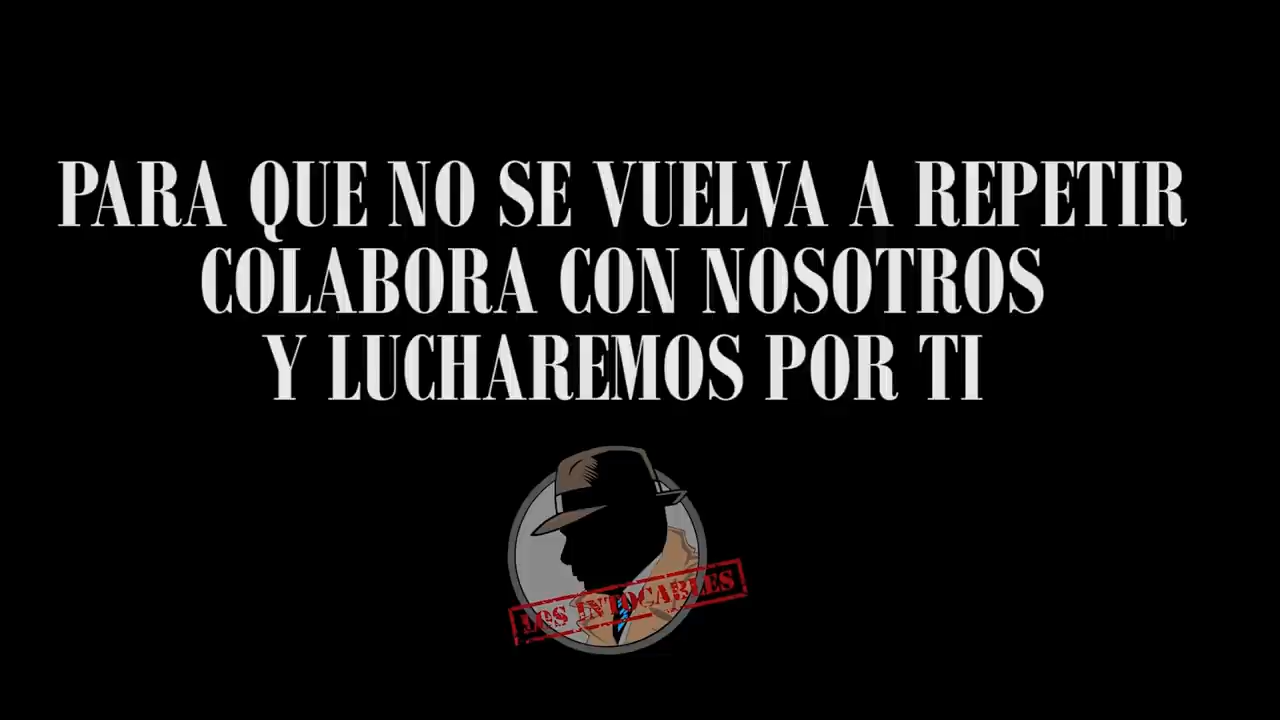 PARA QUE NO SE VUELVA A REPETIR
COLABORA CON NOSOTROS
Y LUCHAREMOS POR TI
LOS INTOCABLES